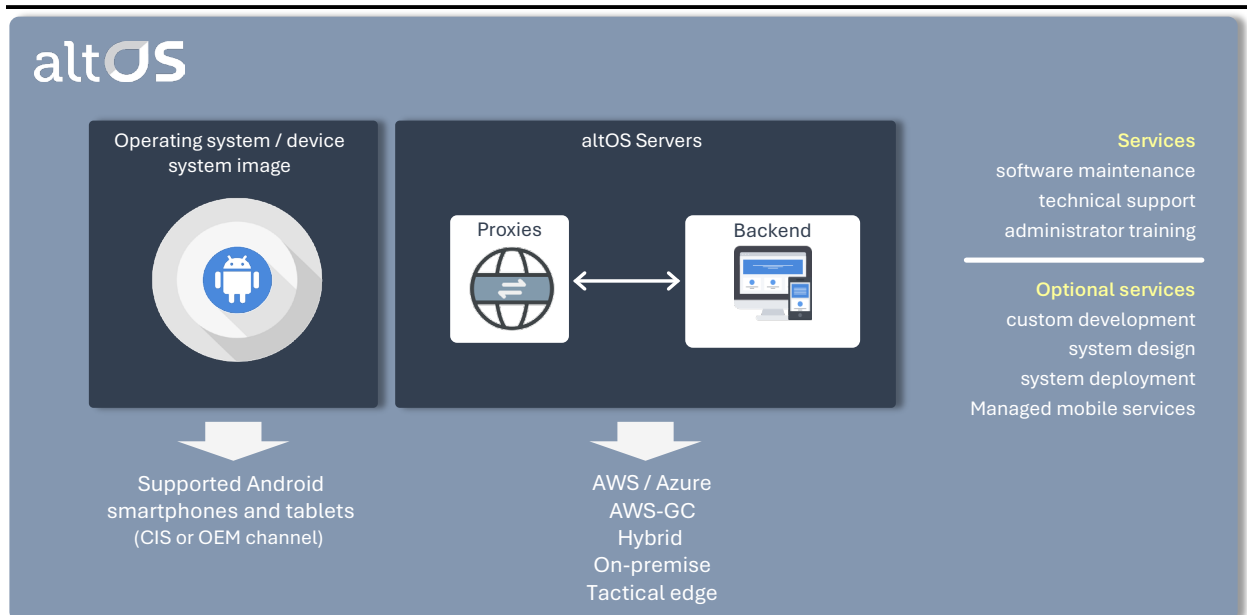 altOS
Operating system / device
system image
altOS Servers
Proxies
Backend
Services
software maintenance
technical support
administrator training
Optional services
custom development
system design
system deployment
Managed mobile services
Supported Android
smartphones and tablets
(CIS or OEM channel)
AWS / Azure
AWS-GC
Hybrid
On-premise
Tactical edge